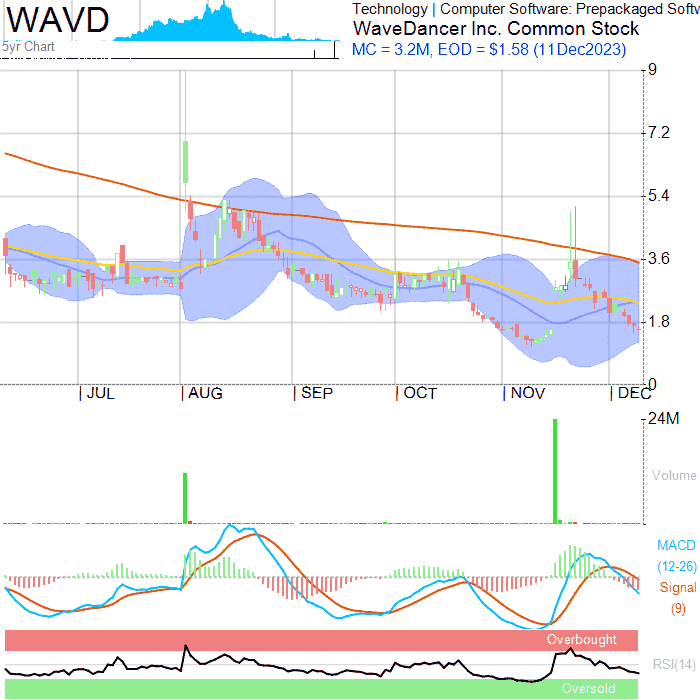 WAVD
Technology | Computer Software: Prepackaged Softw
WaveDancer Inc. Common Stock
5yr Chart
MC = 3.2M, EOD = $1.58 (11Dec2023)
9
7.2
5.4
3.6
1.8
0
JUL AUG SEP OCT NOV DEC
24M
Volume
MACD
(12-26)
Signal
(9)
Overbought
RSI(14)
Oversold